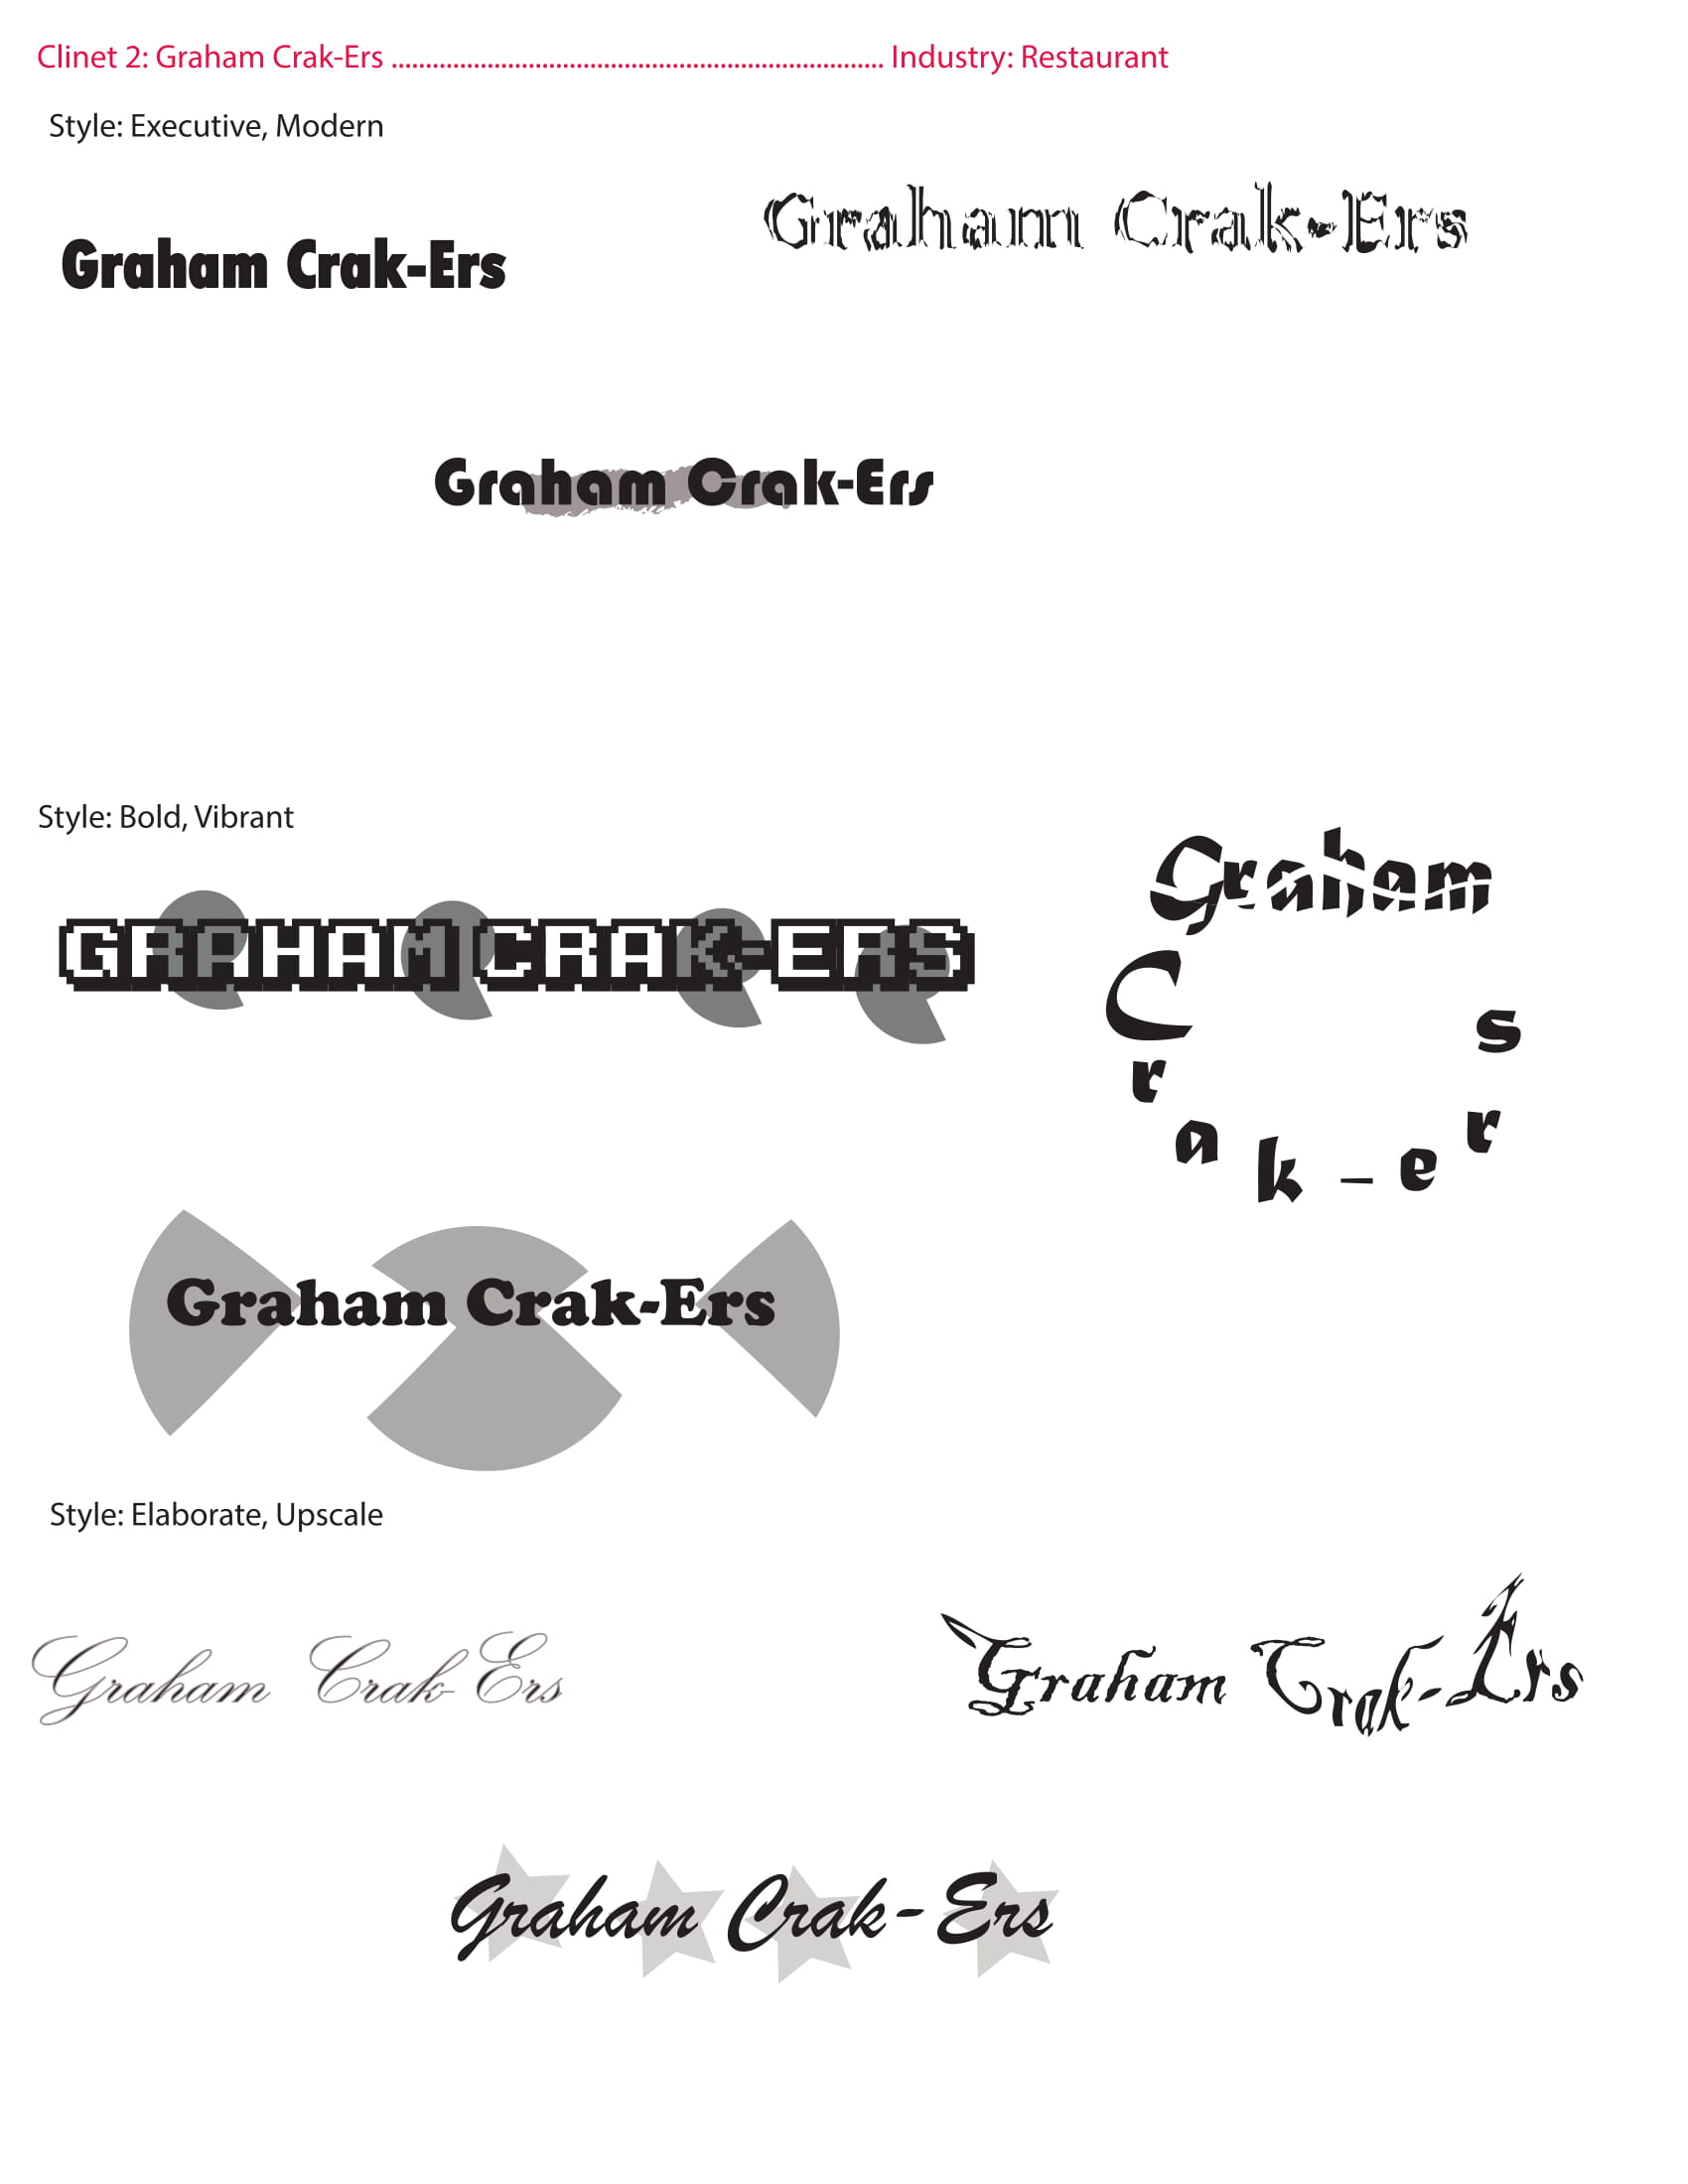 Clinet 2: Graham Crak-Ers ........................................................................ Industry: Restaurant
Style: Executive, Modern
Graham Crak-Ers
Graham Crak-Ers
Graham Crak-Ers
Style: Bold, Vibrant
GRAHAM CRAK-ERS
Graham
Crak-ers
Graham Crak-Ers
Style: Elaborate, Upscale
Graham Crak-Ers
Graham Crak-Ers
Graham Crak-Ers